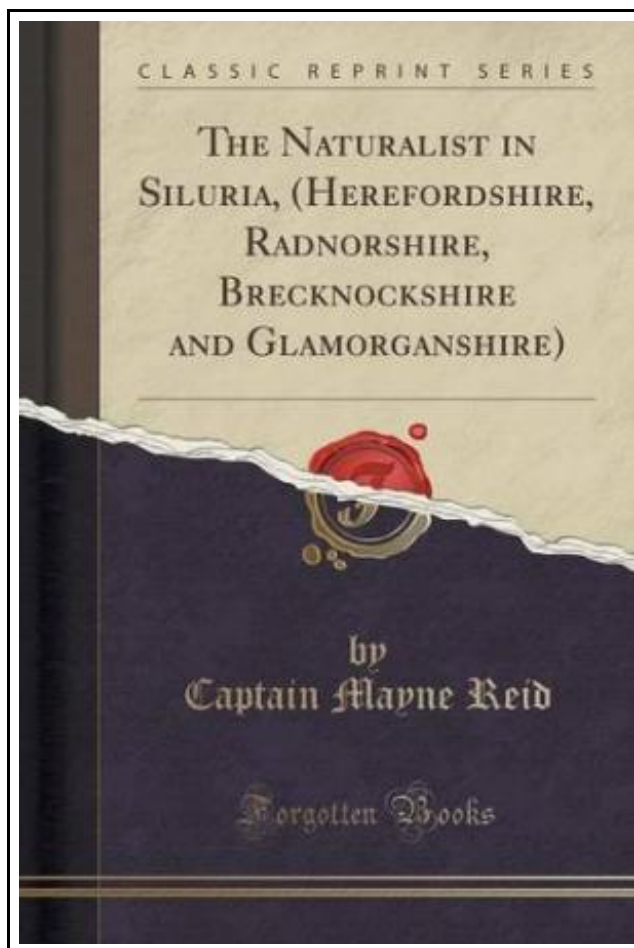 CLASSIC REPRINT SERIES
THE NATURALIST IN
SILURIA, (HEREFORDSHIRE,
RADNORSHIRE,
BRECKNOCKSHIRE
AND GLAMORGANSHIRE)
by
Captain Mayne Reid
Forgotten Books